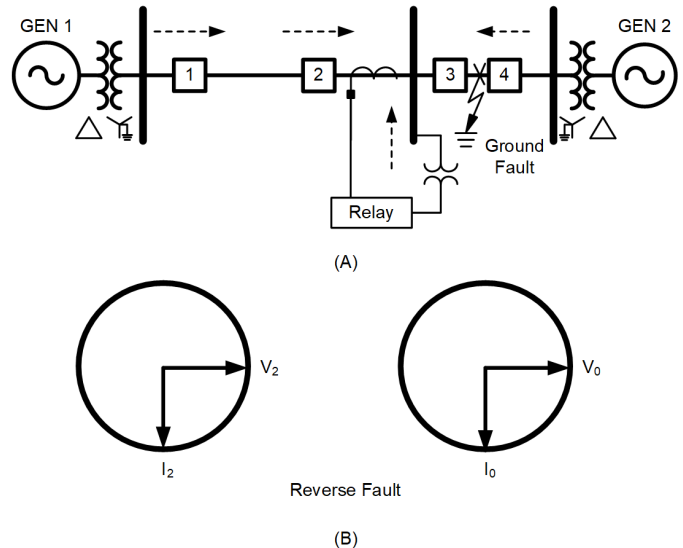 GEN 1
GEN 2
1
2
3
4
Ground
Fault
Relay
(A)
V2
I2
V0
I0
Reverse Fault
(B)